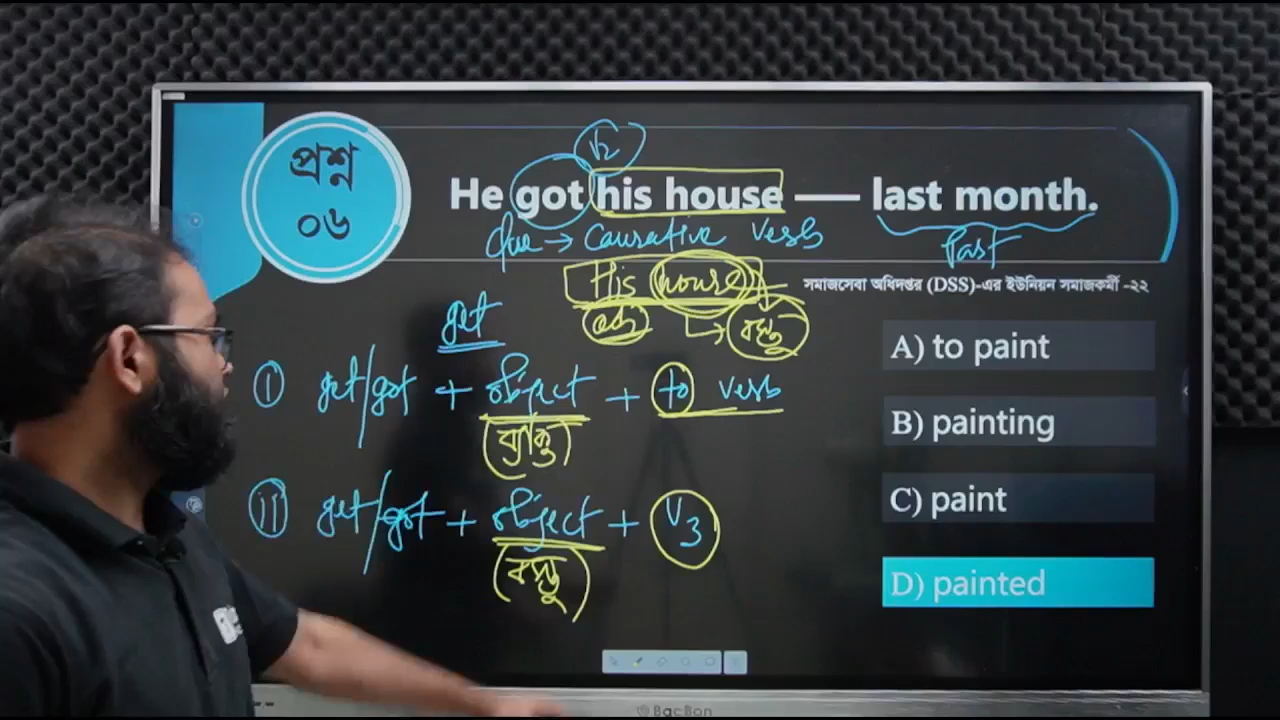 প্রশ্ন
০৬
V2
He got his house —— last month.
→ Causative verb
Past
His house
সমাজসেবা অধিদপ্তর (DSS)-এর ইউনিয়ন সমাজকর্মী -২২
adj → বস্তু
get
i) get/got + object + to verb
(ব্যক্তি)
ii) get/got + object + V3
(বস্তু)
A) to paint
B) painting
C) paint
D) painted
BacBon